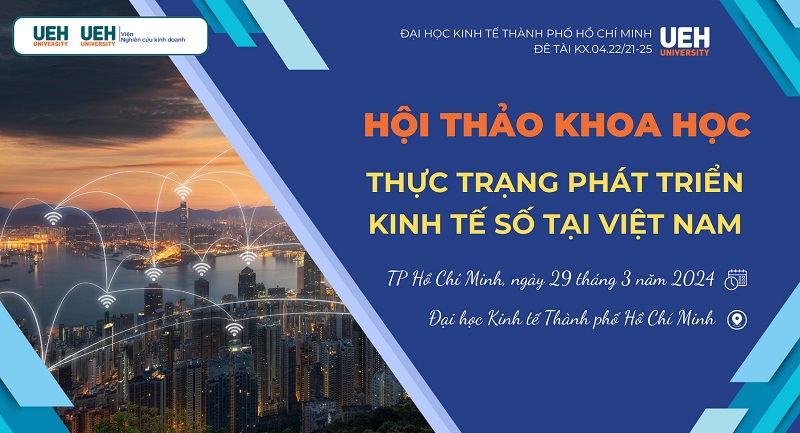 UEH
UNIVERSITY
UEH
UNIVERSITY
Viện
Nghiên cứu kinh doanh
ĐẠI HỌC KINH TẾ THÀNH PHỐ HỒ CHÍ MINH
ĐỀ TÀI KX.04.22/21-25
UEH
UNIVERSITY
HỘI THẢO KHOA HỌC
THỰC TRẠNG PHÁT TRIỂN
KINH TẾ SỐ TẠI VIỆT NAM
TP Hồ Chí Minh, ngày 29 tháng 3 năm 2024
Đại học Kinh tế Thành phố Hồ Chí Minh